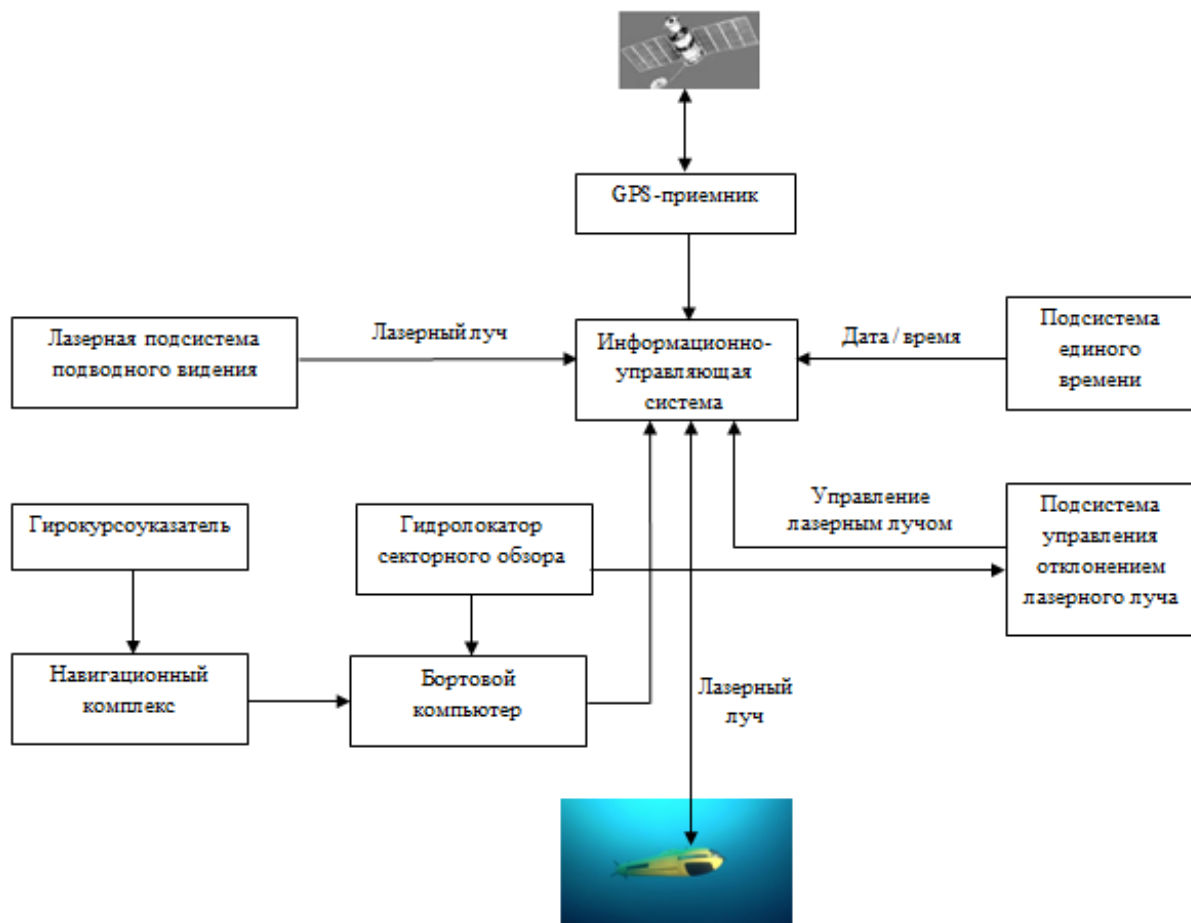 GPS-приемник
Лазерная подсистема
подводного видения
Лазерный луч
Информационно-
управляющая
система
Дата / время
Подсистема
единого
времени
Гирокурсоуказатель
Гидролокатор
секторного обзора
Управление
лазерным лучом
Подсистема
управления
отклонением
лазерного луча
Навигационный
комплекс
Бортовой
компьютер
Лазерный
луч